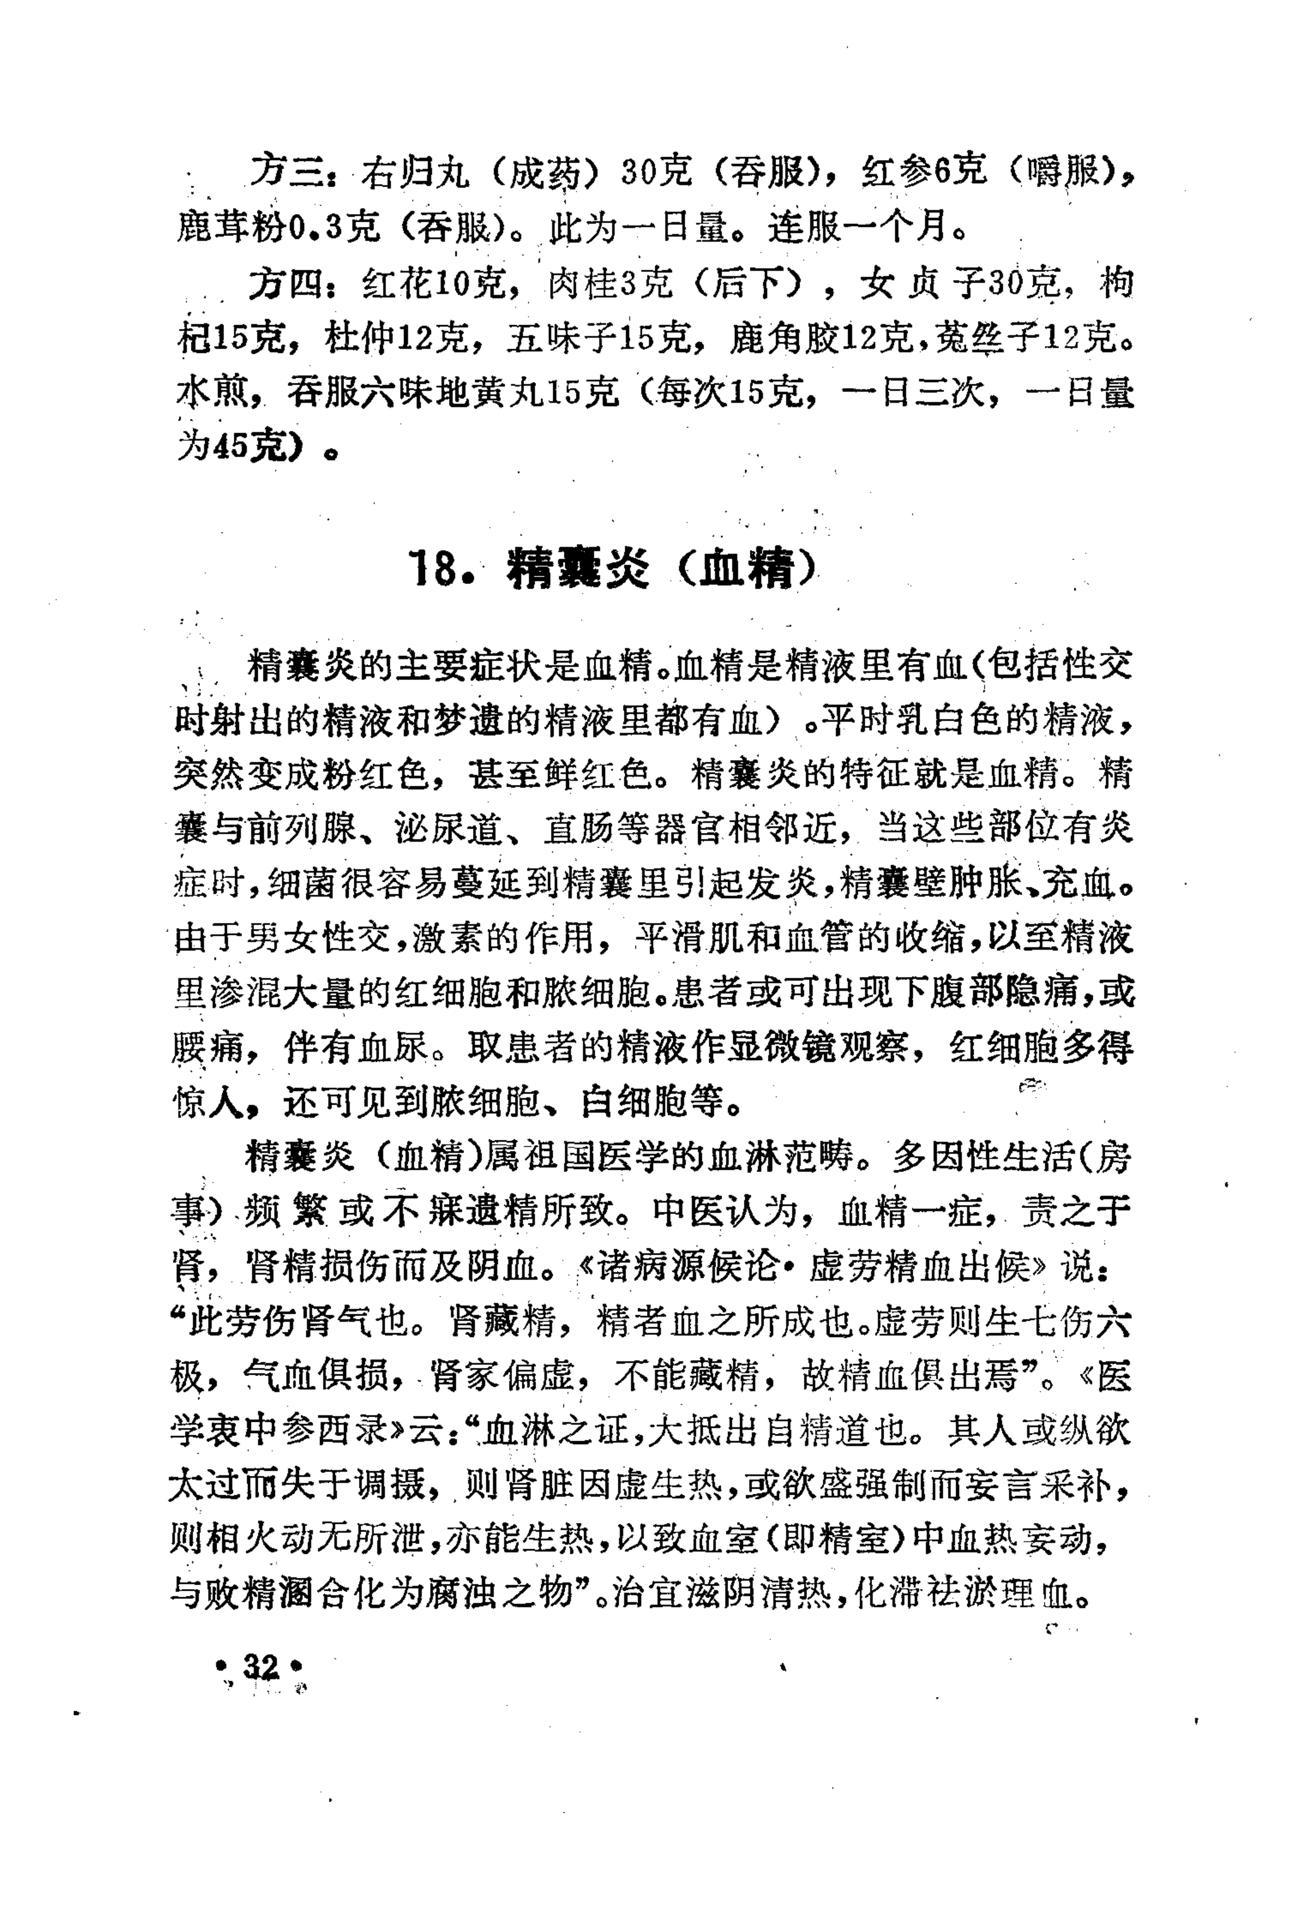 方三：右归丸（成药）30克（吞服），红参6克（嚼服），
鹿茸粉0.3克（吞服）。此为一日量。连服一个月。
方四：红花10克，肉桂3克（后下），女贞子30克，枸
杞15克，杜仲12克，五味子15克，鹿角胶12克，菟丝子12克。
水煎，吞服六味地黄丸15克（每次15克，一日三次，一日量
为45克）。
18．精囊炎（血精）
精囊炎的主要症状是血精。血精是精液里有血（包括性交
时射出的精液和梦遗的精液里都有血）。平时乳白色的精液，
突然变成粉红色，甚至鲜红色。精囊炎的特征就是血精。精
囊与前列腺、泌尿道、直肠等器官相邻近，当这些部位有炎
症时，细菌很容易蔓延到精囊里引起发炎，精囊壁肿胀、充血。
由于男女性交，激素的作用，平滑肌和血管的收缩，以至精液
里渗混大量的红细胞和脓细胞。患者或可出现下腹部隐痛，或
腰痛，伴有血尿。取患者的精液作显微镜观察，红细胞多得
惊人，还可见到脓细胞、白细胞等。
精囊炎（血精）属祖国医学的血淋范畴。多因性生活（房
事）频繁或不寐遗精所致。中医认为，血精一症，责之于
肾，肾精损伤而及阴血。《诸病源候论·虚劳精血出候》说：
“此劳伤肾气也。肾藏精，精者血之所成也。虚劳则生七伤六
极，气血俱损，肾家偏虚，不能藏精，故精血俱出焉”。《医
学衷中参西录》云：“血淋之证，大抵出自精道也。其人或纵欲
太过而失于调摄，则肾脏因虚生热，或欲盛强制而妄言采补，
则相火动无所泄，亦能生热，以致血室（即精室）中血热妄动，
与败精溷合化为腐浊之物”。治宜滋阴清热，化滞祛淤理血。
·32·